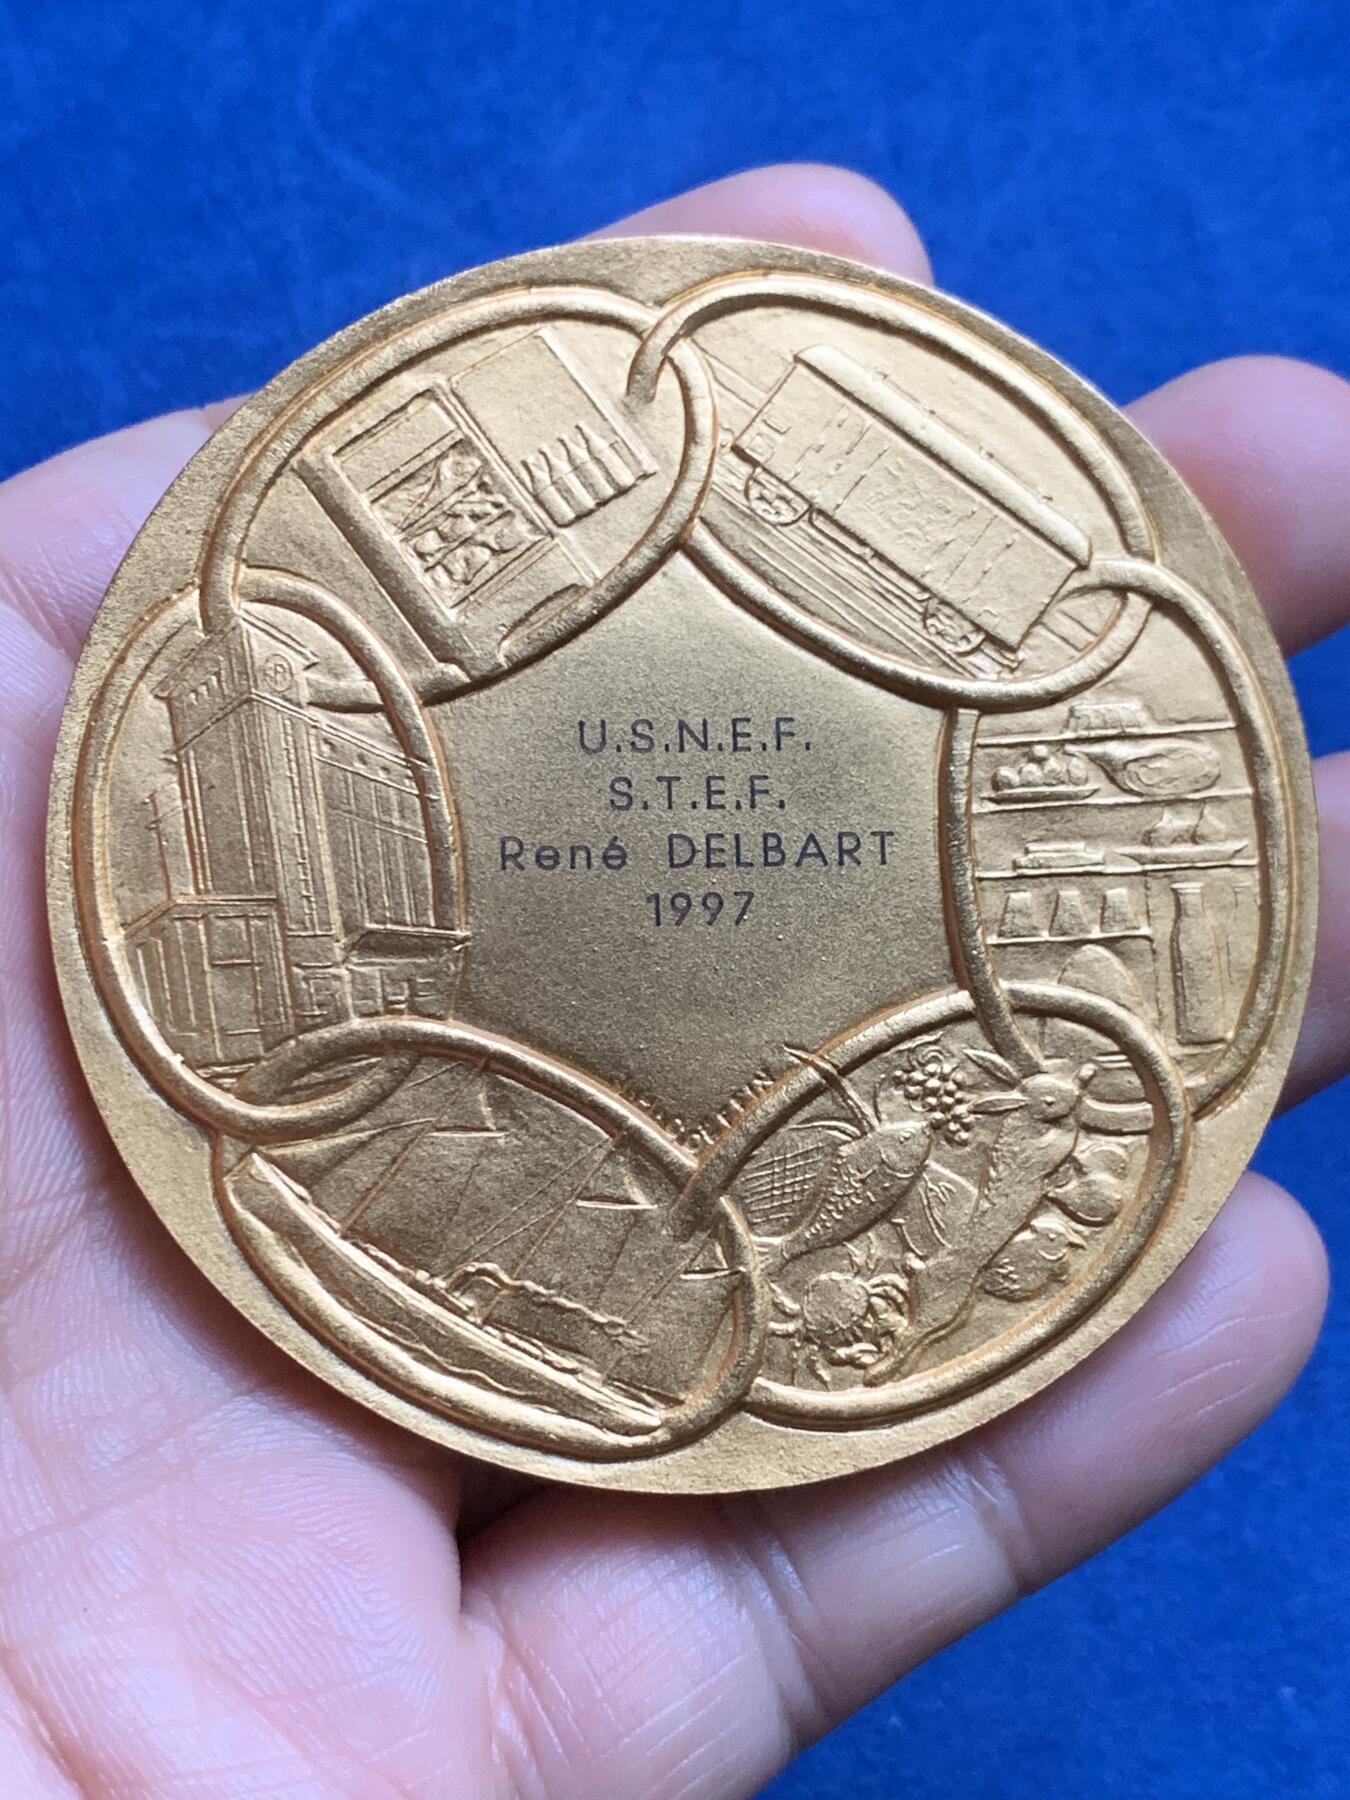 U.S.N.E.F.
S.T.E.F.
René DELBART
1997